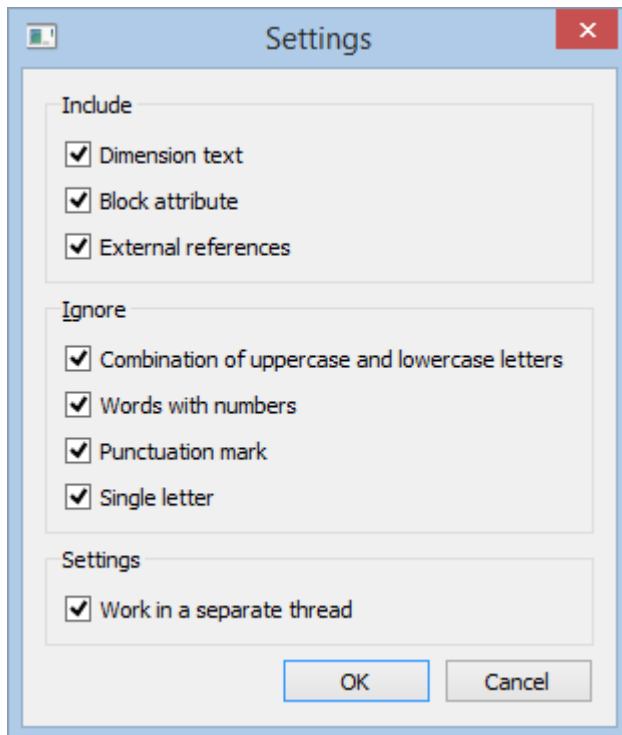 Settings
Include
Dimension text
Block attribute
External references
Ignore
Combination of uppercase and lowercase letters
Words with numbers
Punctuation mark
Single letter
Settings
Work in a separate thread
OK Cancel